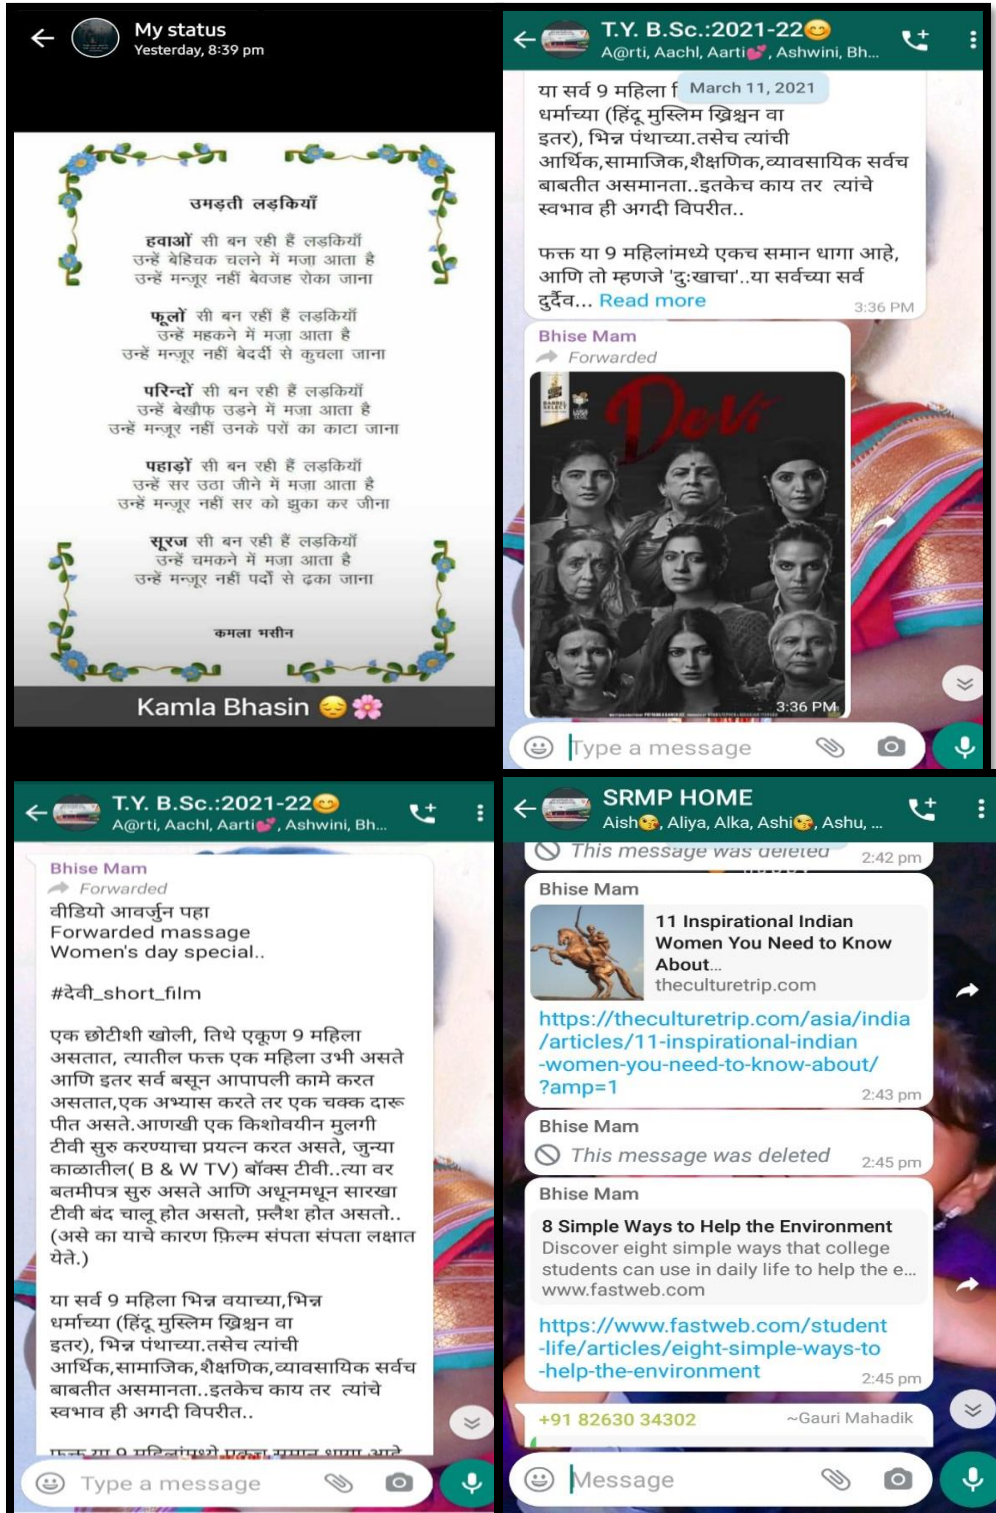 My status
Yesterday, 8:39 pm
उमड़ती लड़कियाँ
हवाओं सी बन रही हैं लड़कियाँ
उन्हें बेहिचक चलने में मज़ा आता है
उन्हें मन्जूर नहीं बेवजह रोका जाना
फूलों सी बन रहीं हैं लड़कियाँ
उन्हें महकने में मज़ा आता है
उन्हें मन्जूर नहीं बेदर्दी से कुचला जाना
परिन्दों सी बन रही हैं लड़कियाँ
उन्हें बेखौफ उड़ने में मज़ा आता है
उन्हें मन्जूर नहीं उनके परों का काटा जाना
पहाड़ों सी बन रही हैं लड़कियाँ
उन्हें सर उठा जीने में मज़ा आता है
उन्हें मन्जूर नहीं सर को झुका कर जीना
सूरज सी बन रही हैं लड़कियाँ
उन्हें चमकने में मज़ा आता है
उन्हें मन्जूर नहीं पर्दों से ढ़का जाना
कमला भसीन
Kamla Bhasin 😔🌸
T.Y. B.Sc.:2021-22😊
A@rti, Aachl, Aarti💕, Ashwini, Bh...
March 11, 2021
या सर्व 9 महिला
धर्माच्या (हिंदू मुस्लिम ख्रिश्चन वा
इतर), भिन्न पंथाच्या.तसेच त्यांची
आर्थिक,सामाजिक,शैक्षणिक,व्यावसायिक सर्वच
बाबतीत असमानता..इतकेच काय तर त्यांचे
स्वभाव ही अगदी विपरीत..
फक्त या 9 महिलांमध्ये एकच समान धागा आहे,
आणि तो म्हणजे 'दुःखाचा'..या सर्वच्या सर्व
दुर्दैव... Read more
3:36 PM
Bhise Mam
Forwarded
BARREL
SELECT
Devi
3:36 PM
Type a message
T.Y. B.Sc.:2021-22😊
A@rti, Aachl, Aarti💕, Ashwini, Bh...
Bhise Mam
Forwarded
वीडियो आवर्जुन पहा
Forwarded massage
Women's day special..
#देवी_short_film
एक छोटीशी खोली, तिथे एकूण 9 महिला
असतात, त्यातील फक्त एक महिला उभी असते
आणि इतर सर्व बसून आपापली कामे करत
असतात,एक अभ्यास करते तर एक चक्क दारू
पीत असते.आणखी एक किशोवयीन मुलगी
टीवी सुरु करण्याचा प्रयत्न करत असते, जुन्या
काळातील( B & W TV) बॉक्स टीवी..त्या वर
बतमीपत्र सुरु असते आणि अधूनमधून सारखा
टीवी बंद चालू होत असतो, फ़्लैश होत असतो..
(असे का याचे कारण फ़िल्म संपता संपता लक्षात
येते.)
या सर्व 9 महिला भिन्न वयाच्या,भिन्न
धर्माच्या (हिंदू मुस्लिम ख्रिश्चन वा
इतर), भिन्न पंथाच्या.तसेच त्यांची
आर्थिक,सामाजिक,शैक्षणिक,व्यावसायिक सर्वच
बाबतीत असमानता..इतकेच काय तर त्यांचे
स्वभाव ही अगदी विपरीत..
फक्त या 9 महिलांमध्ये एकच समान धागा आहे
Type a message
SRMP HOME
Aish😘, Aliya, Alka, Ashi😘, Ashu, ...
This message was deleted
2:42 pm
Bhise Mam
11 Inspirational Indian
Women You Need to Know
About...
theculturetrip.com
https://theculturetrip.com/asia/india
/articles/11-inspirational-indian
-women-you-need-to-know-about/
?amp=1
2:43 pm
Bhise Mam
This message was deleted
2:45 pm
Bhise Mam
8 Simple Ways to Help the Environment
Discover eight simple ways that college
students can use in daily life to help the e...
www.fastweb.com
https://www.fastweb.com/student
-life/articles/eight-simple-ways-to
-help-the-environment
2:45 pm
+91 82630 34302
~Gauri Mahadik
Message